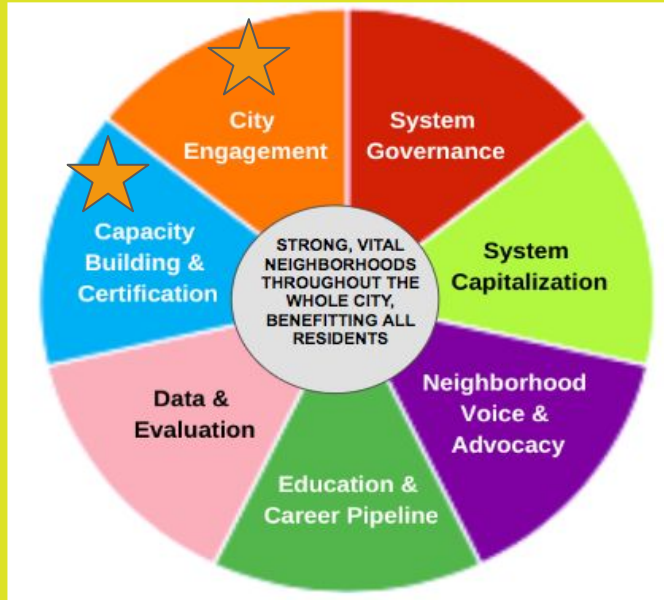 City
Engagement
System
Governance
System
Capitalization
Neighborhood
Voice &
Advocacy
Education &
Career Pipeline
Data &
Evaluation
Capacity
Building &
Certification
STRONG, VITAL
NEIGHBORHOODS
THROUGHOUT THE
WHOLE CITY,
BENEFITTING ALL
RESIDENTS